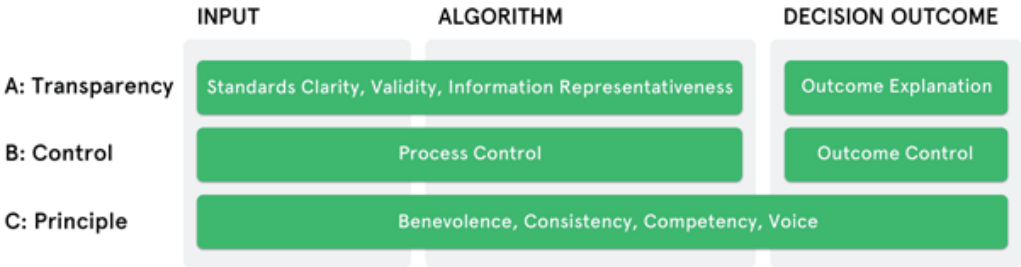 INPUT ALGORITHM DECISION OUTCOME
A: Transparency Standards Clarity, Validity, Information Representativeness Outcome Explanation
B: Control Process Control Outcome Control
C: Principle Benevolence, Consistency, Competency, Voice